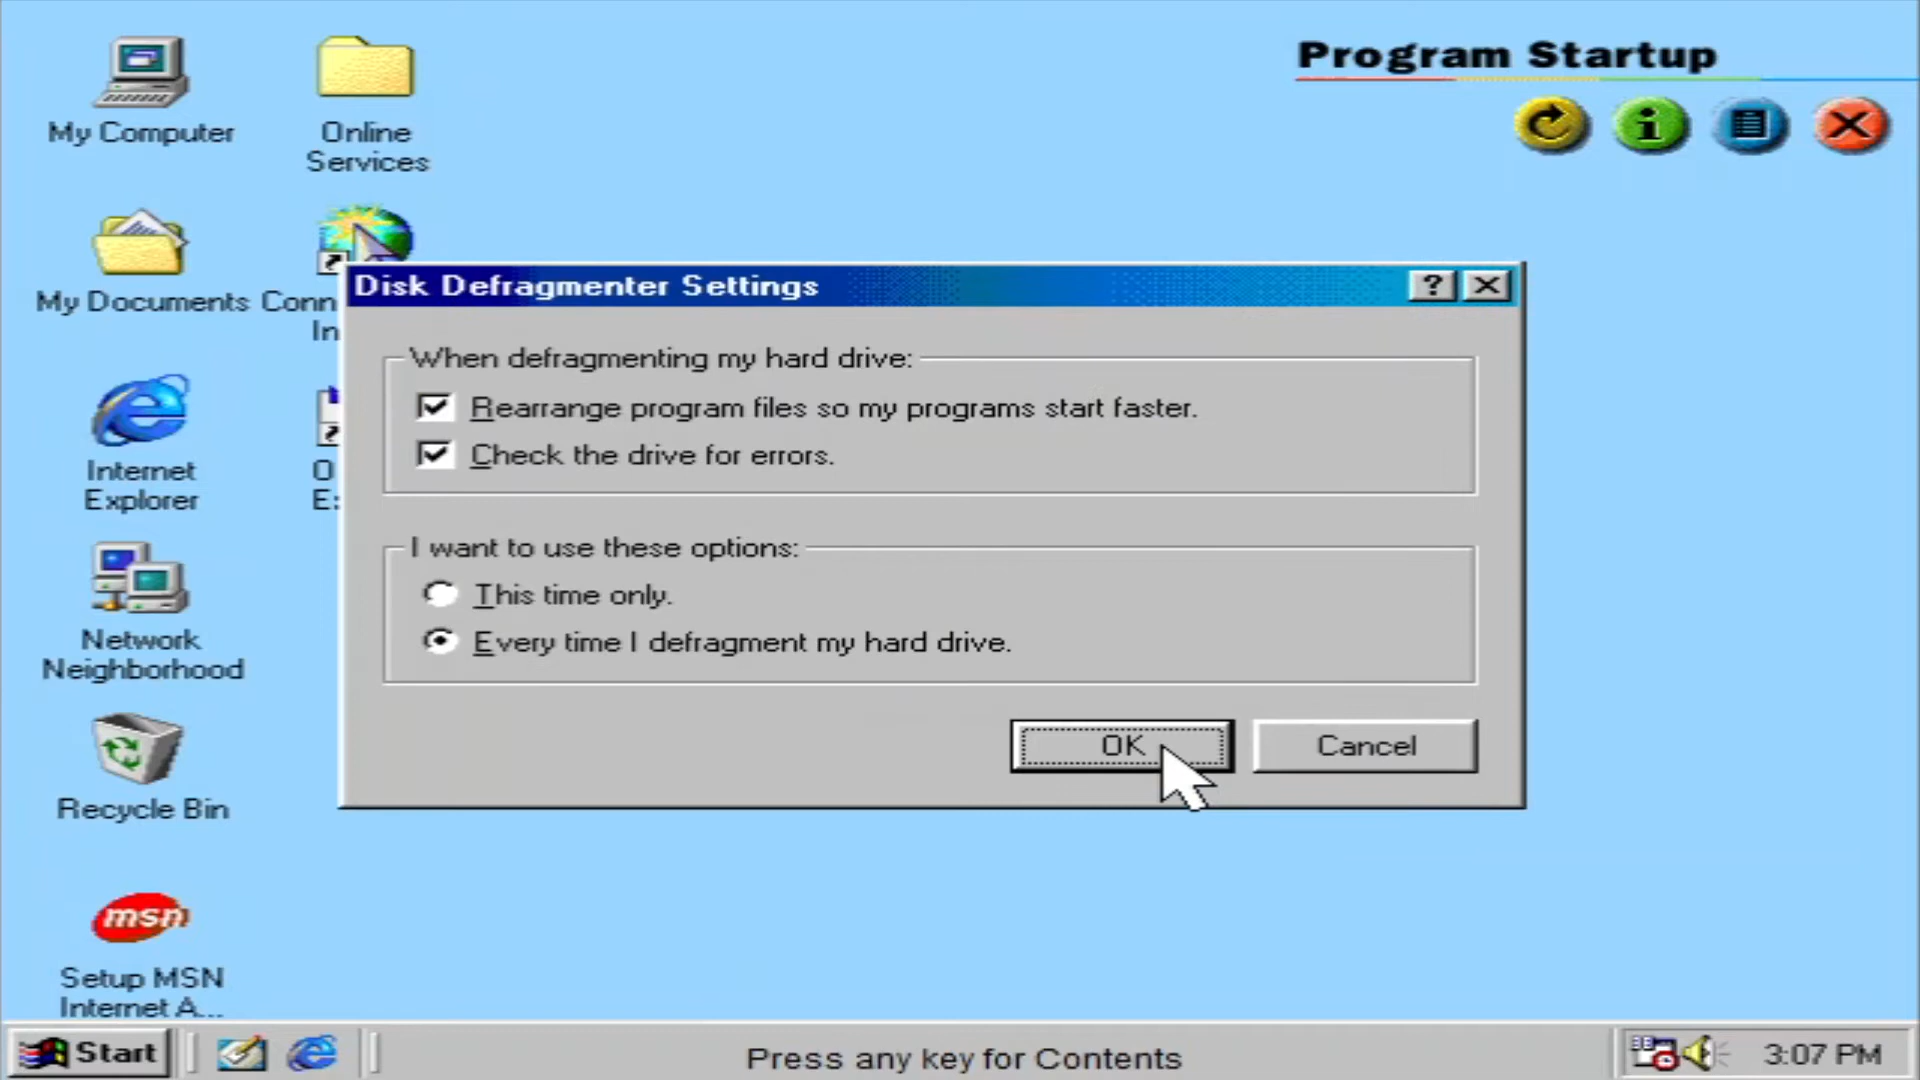 Program Startup
My Computer
Online
Services
My Documents
Conn
In
Internet
Explorer
O
E:
Network
Neighborhood
Recycle Bin
msn
Setup MSN
Internet A...
Disk Defragmenter Settings
When defragmenting my hard drive:
Rearrange program files so my programs start faster.
Check the drive for errors.
I want to use these options:
This time only.
Every time I defragment my hard drive.
OK
Cancel
Start
Press any key for Contents
3:07 PM